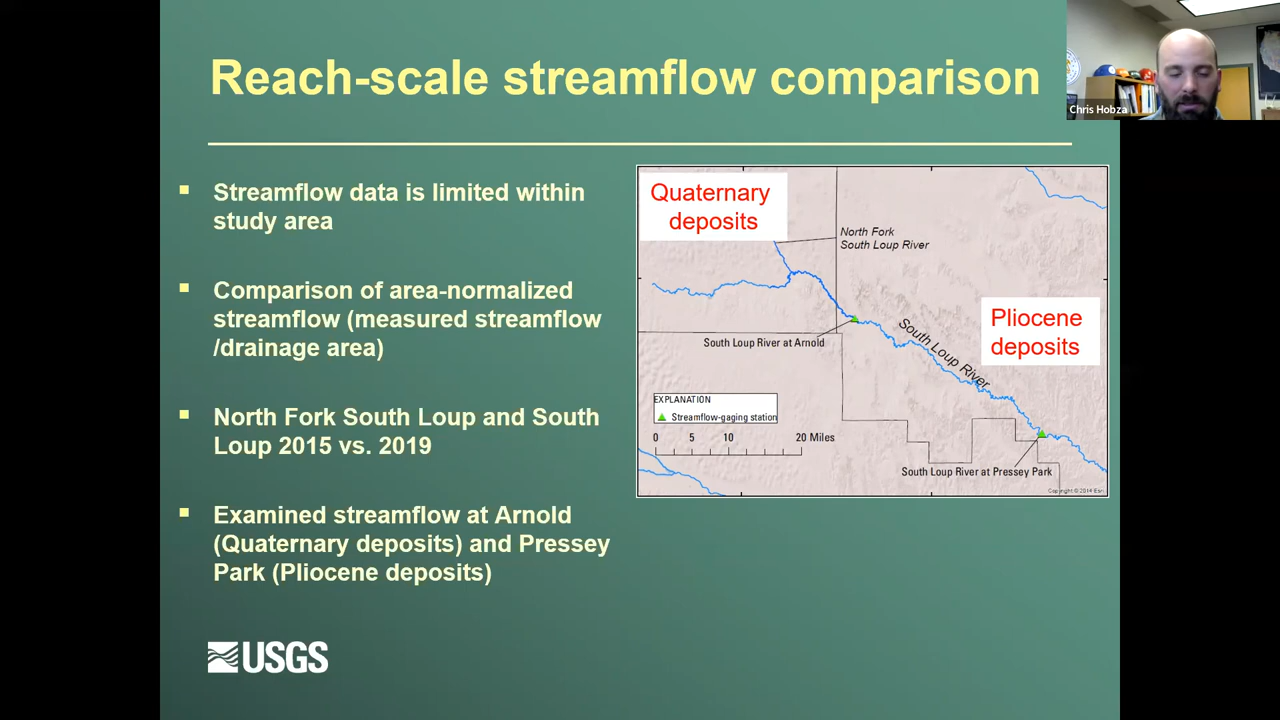 Reach-scale streamflow comparison
Chris Hobza
▪ Streamflow data is limited within
study area
▪ Comparison of area-normalized
streamflow (measured streamflow
/drainage area)
▪ North Fork South Loup and South
Loup 2015 vs. 2019
▪ Examined streamflow at Arnold
(Quaternary deposits) and Pressey
Park (Pliocene deposits)
Quaternary
deposits
North Fork
South Loup River
Pliocene
deposits
South Loup River at Arnold
South Loup River
EXPLANATION
Streamflow-gaging station
0 5 10 20 Miles
South Loup River at Pressey Park
Copyright © 2014 Esri
USGS